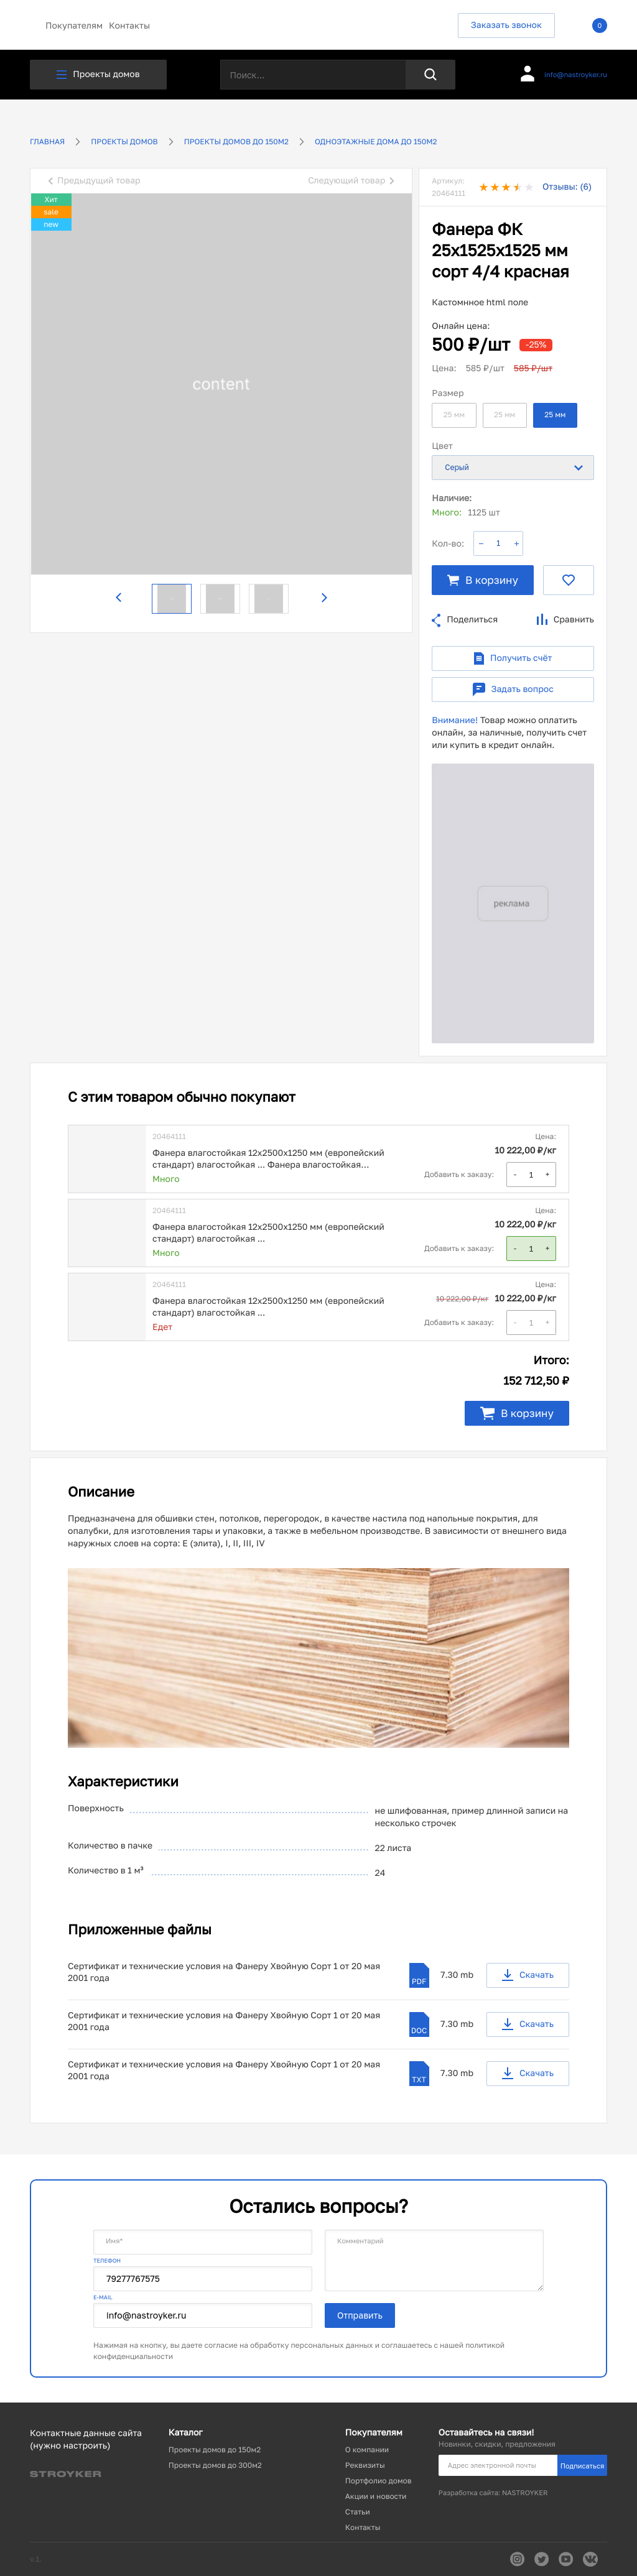 Покупателям Контакты
Заказать звонок
0
Проекты домов
Поиск...
info@nastroyker.ru
ГЛАВНАЯ
ПРОЕКТЫ ДОМОВ
ПРОЕКТЫ ДОМОВ ДО 150М2
ОДНОЭТАЖНЫЕ ДОМА ДО 150М2
Предыдущий товар
Следующий товар
Хит
sale
new
content
Артикул:
20464111
Отзывы: (6)
Фанера ФК
25х1525х1525 мм
сорт 4/4 красная
Кастомнное html поле
Онлайн цена:
500 ₽/шт -25%
Цена: 585 ₽/шт 585 ₽/шт
Размер
25 мм
25 мм
25 мм
Цвет
Серый
Наличие:
Много: 1125 шт
Кол-во: − 1 +
В корзину
Поделиться
Сравнить
Получить счёт
Задать вопрос
Внимание! Товар можно оплатить
онлайн, за наличные, получить счет
или купить в кредит онлайн.
реклама
С этим товаром обычно покупают
20464111
Фанера влагостойкая 12х2500х1250 мм (европейский
стандарт) влагостойкая ... Фанера влагостойкая...
Много
Цена:
10 222,00 ₽/кг
Добавить к заказу: - 1 +
20464111
Фанера влагостойкая 12х2500х1250 мм (европейский
стандарт) влагостойкая ...
Много
Цена:
10 222,00 ₽/кг
Добавить к заказу: - 1 +
20464111
Фанера влагостойкая 12х2500х1250 мм (европейский
стандарт) влагостойкая ...
Едет
Цена:
10 222,00 ₽/кг 10 222,00 ₽/кг
Добавить к заказу: - 1 +
Итого:
152 712,50 ₽
В корзину
Описание
Предназначена для обшивки стен, потолков, перегородок, в качестве настила под напольные покрытия, для
опалубки, для изготовления тары и упаковки, а также в мебельном производстве. В зависимости от внешнего вида
наружных слоев на сорта: Е (элита), I, II, III, IV
Характеристики
Поверхность
не шлифованная, пример длинной записи на
несколько строчек
Количество в пачке
22 листа
Количество в 1 м³
24
Приложенные файлы
Сертификат и технические условия на Фанеру Хвойную Сорт 1 от 20 мая
2001 года
PDF
7.30 mb
Скачать
Сертификат и технические условия на Фанеру Хвойную Сорт 1 от 20 мая
2001 года
DOC
7.30 mb
Скачать
Сертификат и технические условия на Фанеру Хвойную Сорт 1 от 20 мая
2001 года
TXT
7.30 mb
Скачать
Остались вопросы?
Имя*
Комментарий
ТЕЛЕФОН
79277767575
E-MAIL
info@nastroyker.ru
Отправить
Нажимая на кнопку, вы даете согласие на обработку персональных данных и соглашаетесь с нашей политикой
конфиденциальности
Контактные данные сайта
(нужно настроить)
STROYKER
Каталог
Проекты домов до 150м2
Проекты домов до 300м2
Покупателям
О компании
Реквизиты
Портфолио домов
Акции и новости
Статьи
Контакты
Оставайтесь на связи!
Новинки, скидки, предложения
Адрес электронной почты
Подписаться
Разработка сайта: NASTROYKER